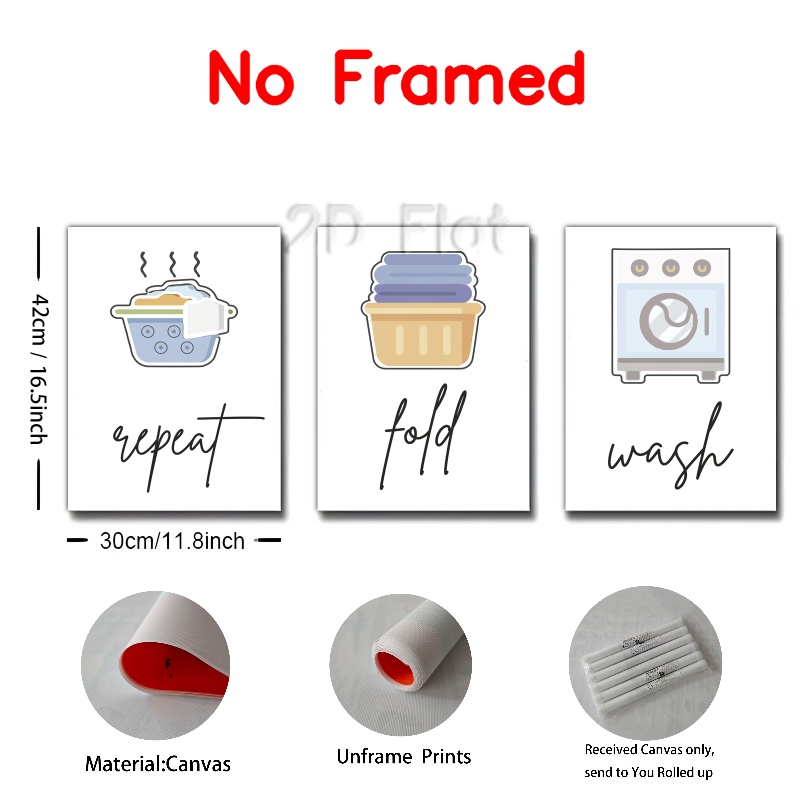 No Framed
2D Flat
42cm / 16.5inch
repeat
fold
wash
30cm/11.8inch
Material:Canvas
Unframe Prints
Received Canvas only,
send to You Rolled up